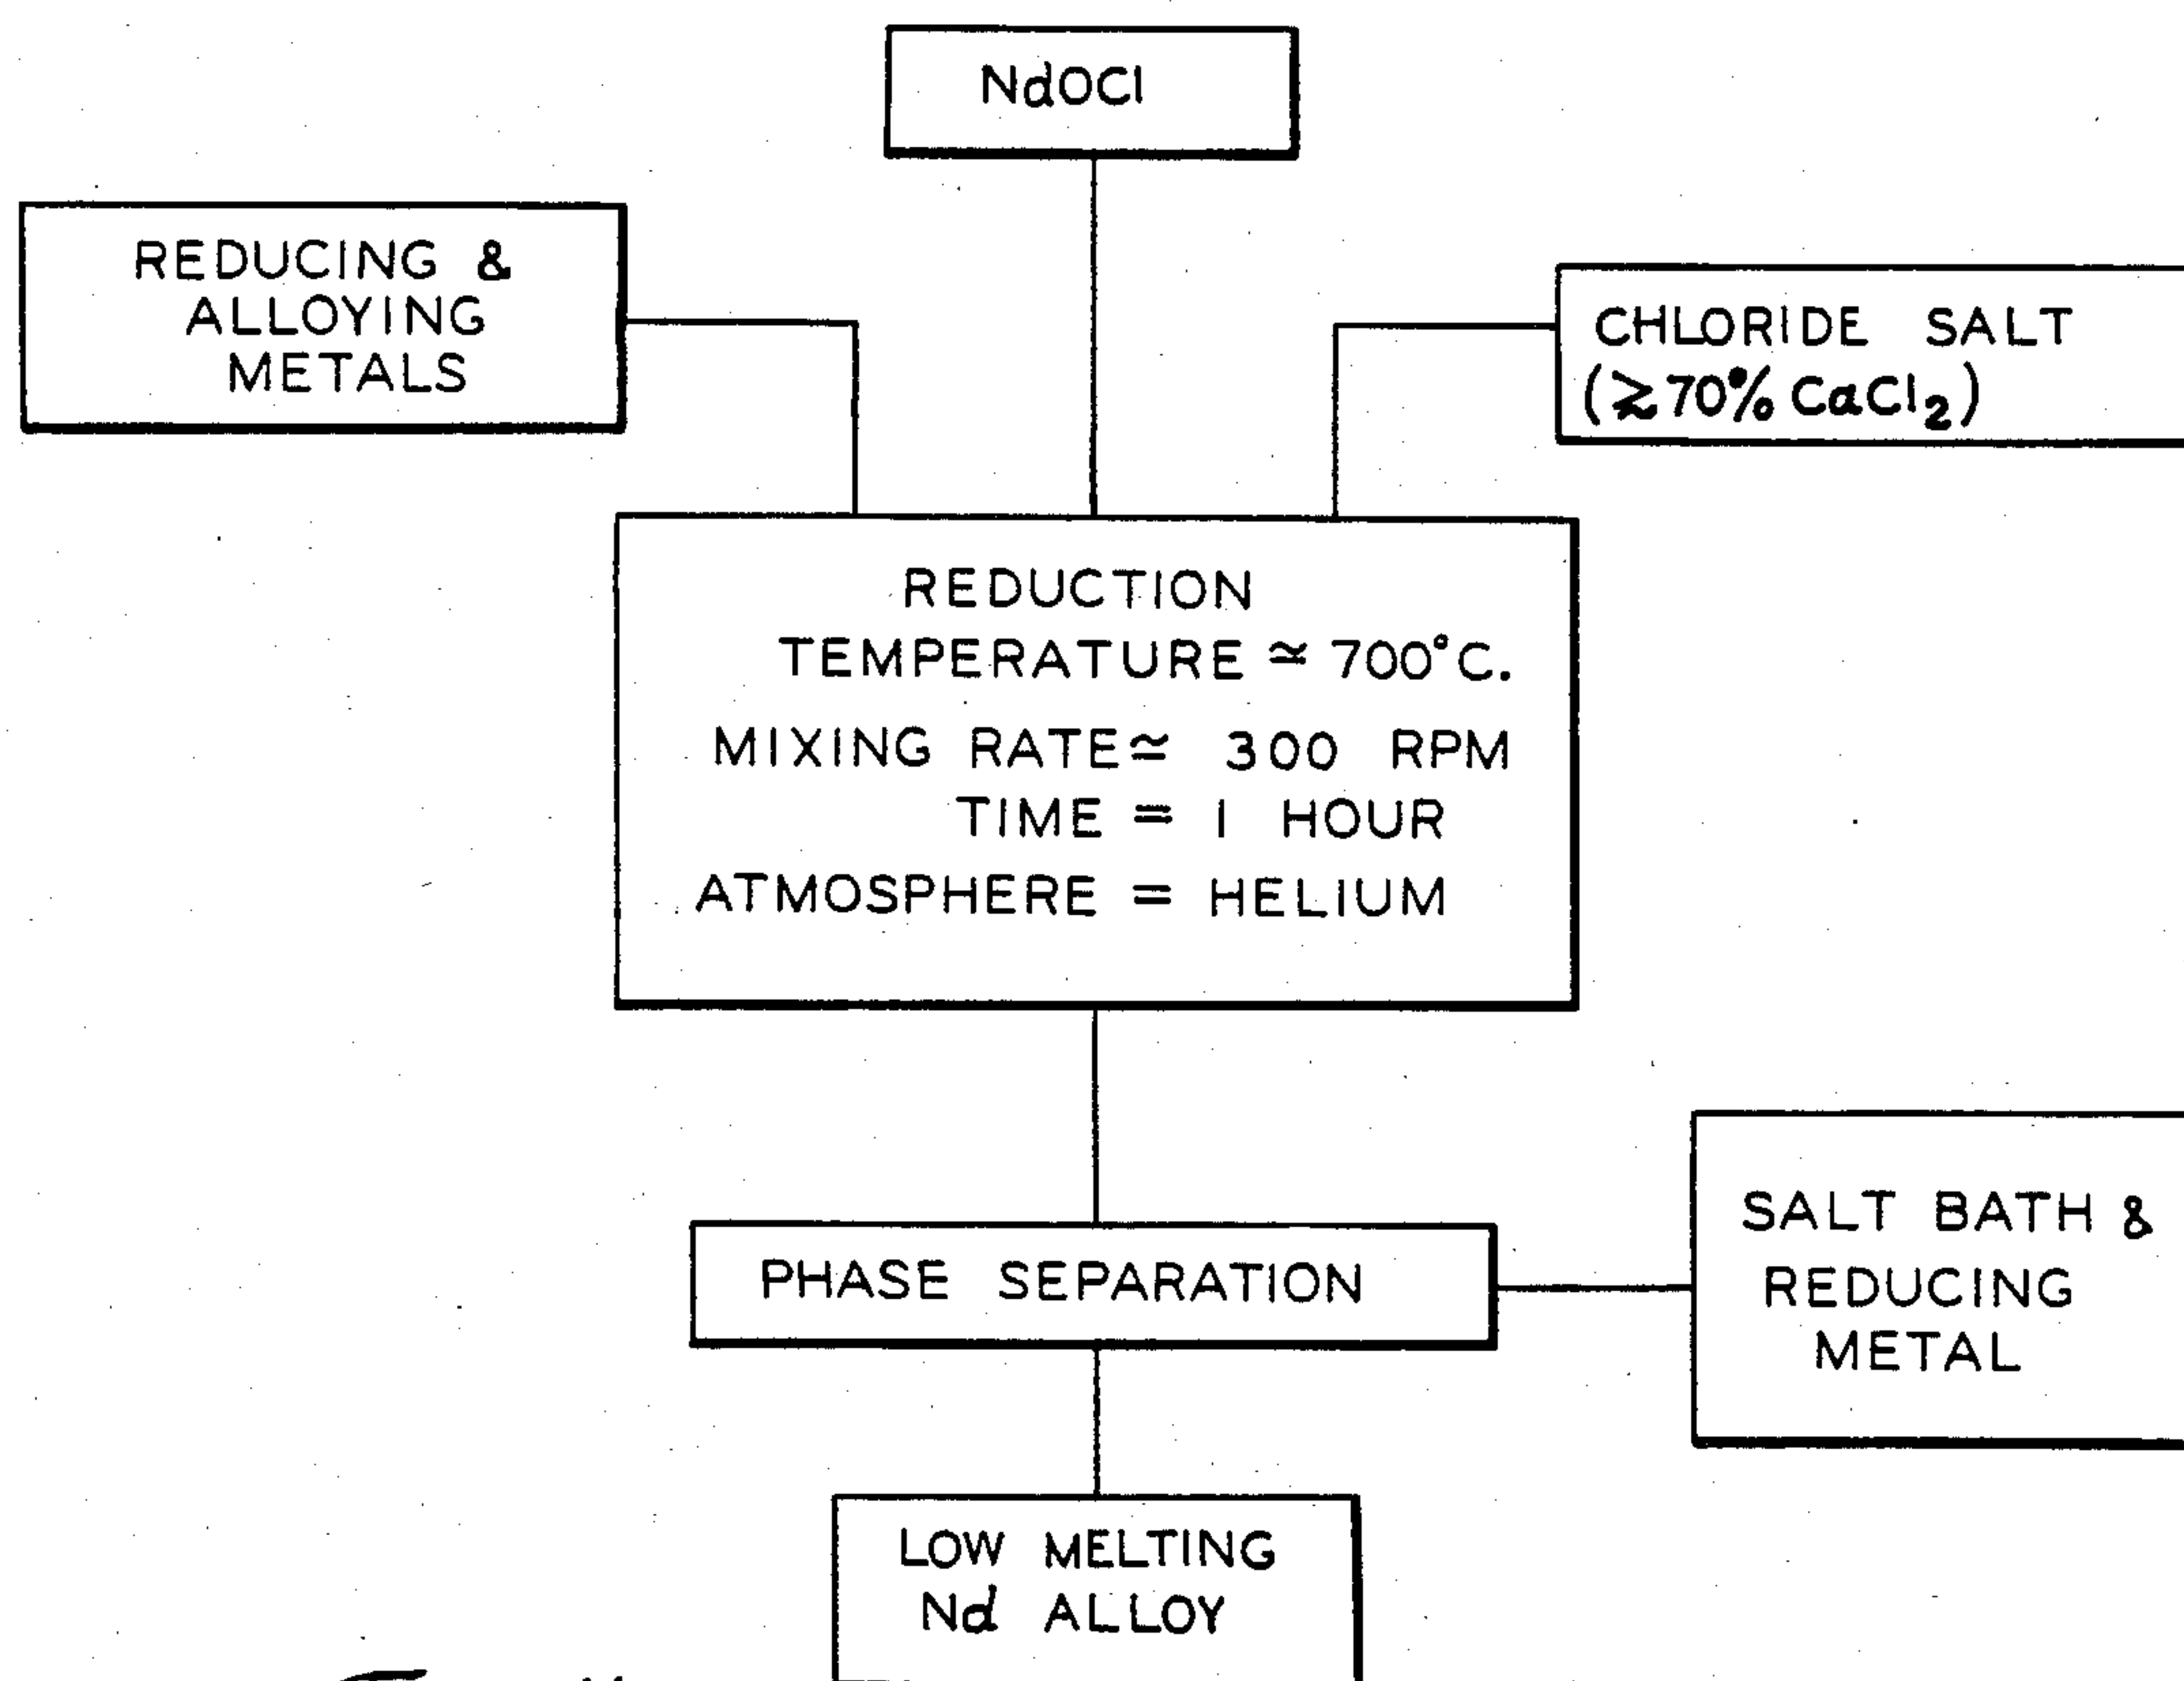 NdOCl
REDUCING &
ALLOYING
METALS
CHLORIDE SALT
(≳70% CaCl₂)
REDUCTION
TEMPERATURE ≃ 700°C.
MIXING RATE ≃ 300 RPM
TIME = 1 HOUR
ATMOSPHERE = HELIUM
PHASE SEPARATION
SALT BATH &
REDUCING
METAL
LOW MELTING
Nd ALLOY